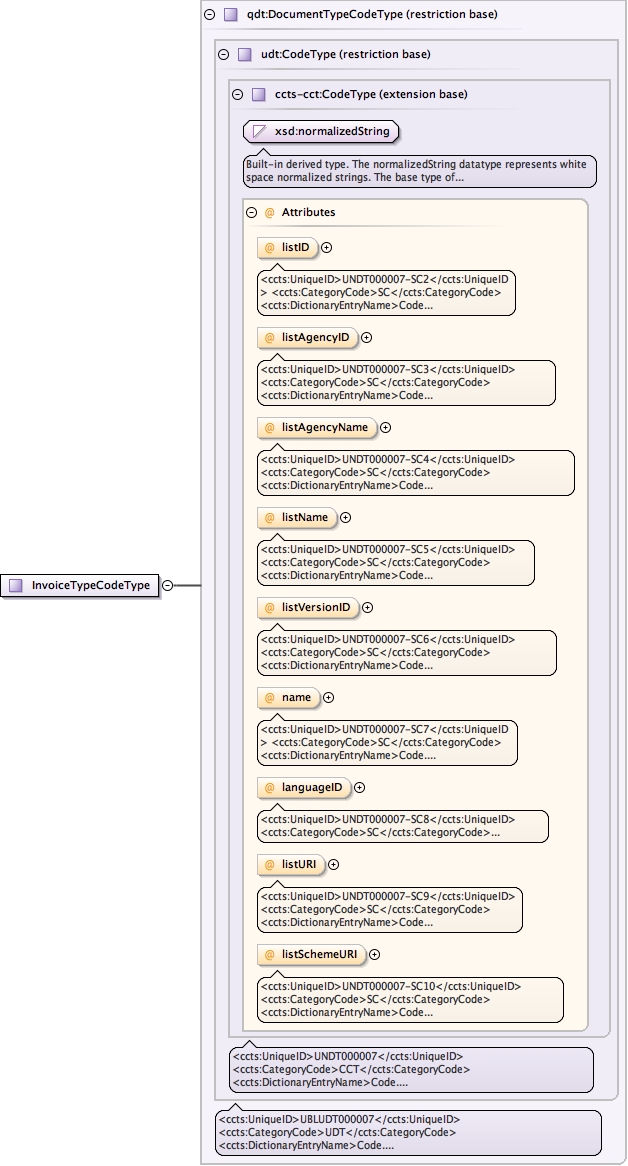 qdt:DocumentTypeCodeType (restriction base)
udt:CodeType (restriction base)
ccts-cct:CodeType (extension base)
xsd:normalizedString
Built-in derived type. The normalizedString datatype represents white
space normalized strings. The base type of...
@ Attributes
@ listID
<ccts:UniqueID>UNDT000007-SC2</ccts:UniqueID
> <ccts:CategoryCode>SC</ccts:CategoryCode>
<ccts:DictionaryEntryName>Code...
@ listAgencyID
<ccts:UniqueID>UNDT000007-SC3</ccts:UniqueID>
<ccts:CategoryCode>SC</ccts:CategoryCode>
<ccts:DictionaryEntryName>Code...
@ listAgencyName
<ccts:UniqueID>UNDT000007-SC4</ccts:UniqueID>
<ccts:CategoryCode>SC</ccts:CategoryCode>
<ccts:DictionaryEntryName>Code...
@ listName
<ccts:UniqueID>UNDT000007-SC5</ccts:UniqueID>
<ccts:CategoryCode>SC</ccts:CategoryCode>
<ccts:DictionaryEntryName>Code...
InvoiceTypeCodeType
@ listVersionID
<ccts:UniqueID>UNDT000007-SC6</ccts:UniqueID>
<ccts:CategoryCode>SC</ccts:CategoryCode>
<ccts:DictionaryEntryName>Code...
@ name
<ccts:UniqueID>UNDT000007-SC7</ccts:UniqueID
> <ccts:CategoryCode>SC</ccts:CategoryCode>
<ccts:DictionaryEntryName>Code....
@ languageID
<ccts:UniqueID>UNDT000007-SC8</ccts:UniqueID>
<ccts:CategoryCode>SC</ccts:CategoryCode>...
@ listURI
<ccts:UniqueID>UNDT000007-SC9</ccts:UniqueID>
<ccts:CategoryCode>SC</ccts:CategoryCode>
<ccts:DictionaryEntryName>Code...
@ listSchemeURI
<ccts:UniqueID>UNDT000007-SC10</ccts:UniqueID>
<ccts:CategoryCode>SC</ccts:CategoryCode>
<ccts:DictionaryEntryName>Code...
<ccts:UniqueID>UNDT000007</ccts:UniqueID>
<ccts:CategoryCode>CCT</ccts:CategoryCode>
<ccts:DictionaryEntryName>Code....
<ccts:UniqueID>UBLUDT000007</ccts:UniqueID>
<ccts:CategoryCode>UDT</ccts:CategoryCode>
<ccts:DictionaryEntryName>Code....